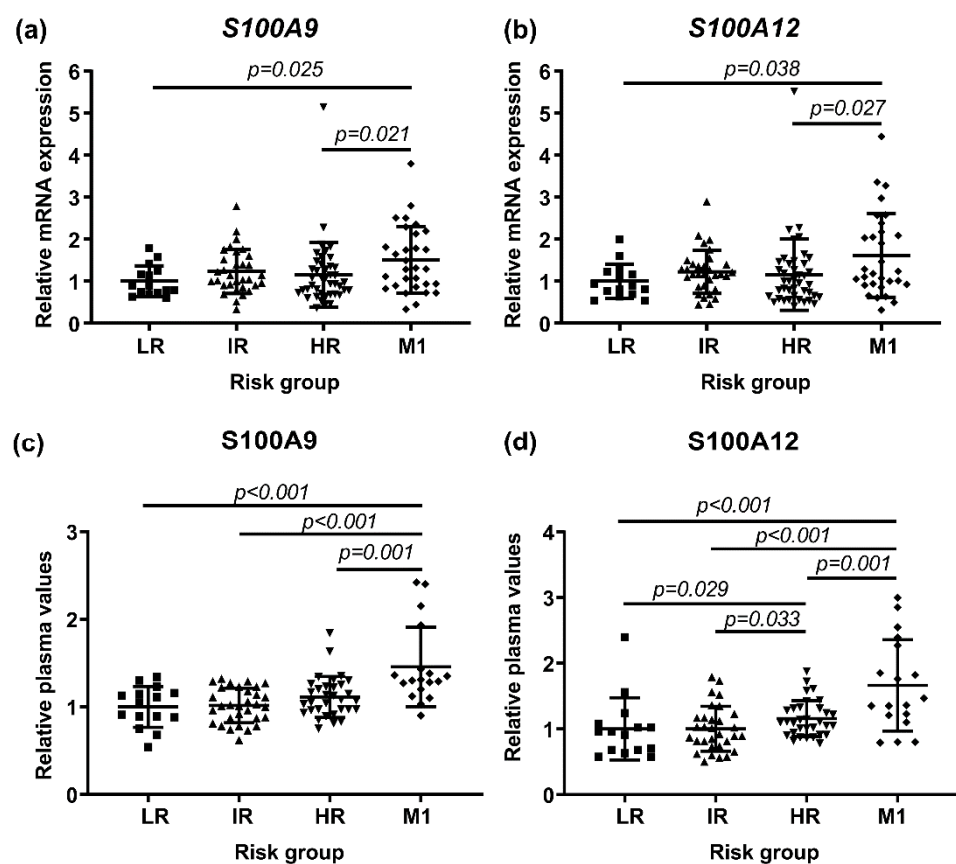 (a)
S100A9
Relative mRNA expression
6
5
4
3
2
1
0
p=0.025
p=0.021
LR IR HR M1
Risk group
(b)
S100A12
Relative mRNA expression
6
5
4
3
2
1
0
p=0.038
p=0.027
LR IR HR M1
Risk group
(c)
S100A9
Relative plasma values
3
2
1
0
p<0.001
p<0.001
p=0.001
LR IR HR M1
Risk group
(d)
S100A12
Relative plasma values
4
3
2
1
0
p<0.001
p<0.001
p=0.001
p=0.029
p=0.033
LR IR HR M1
Risk group